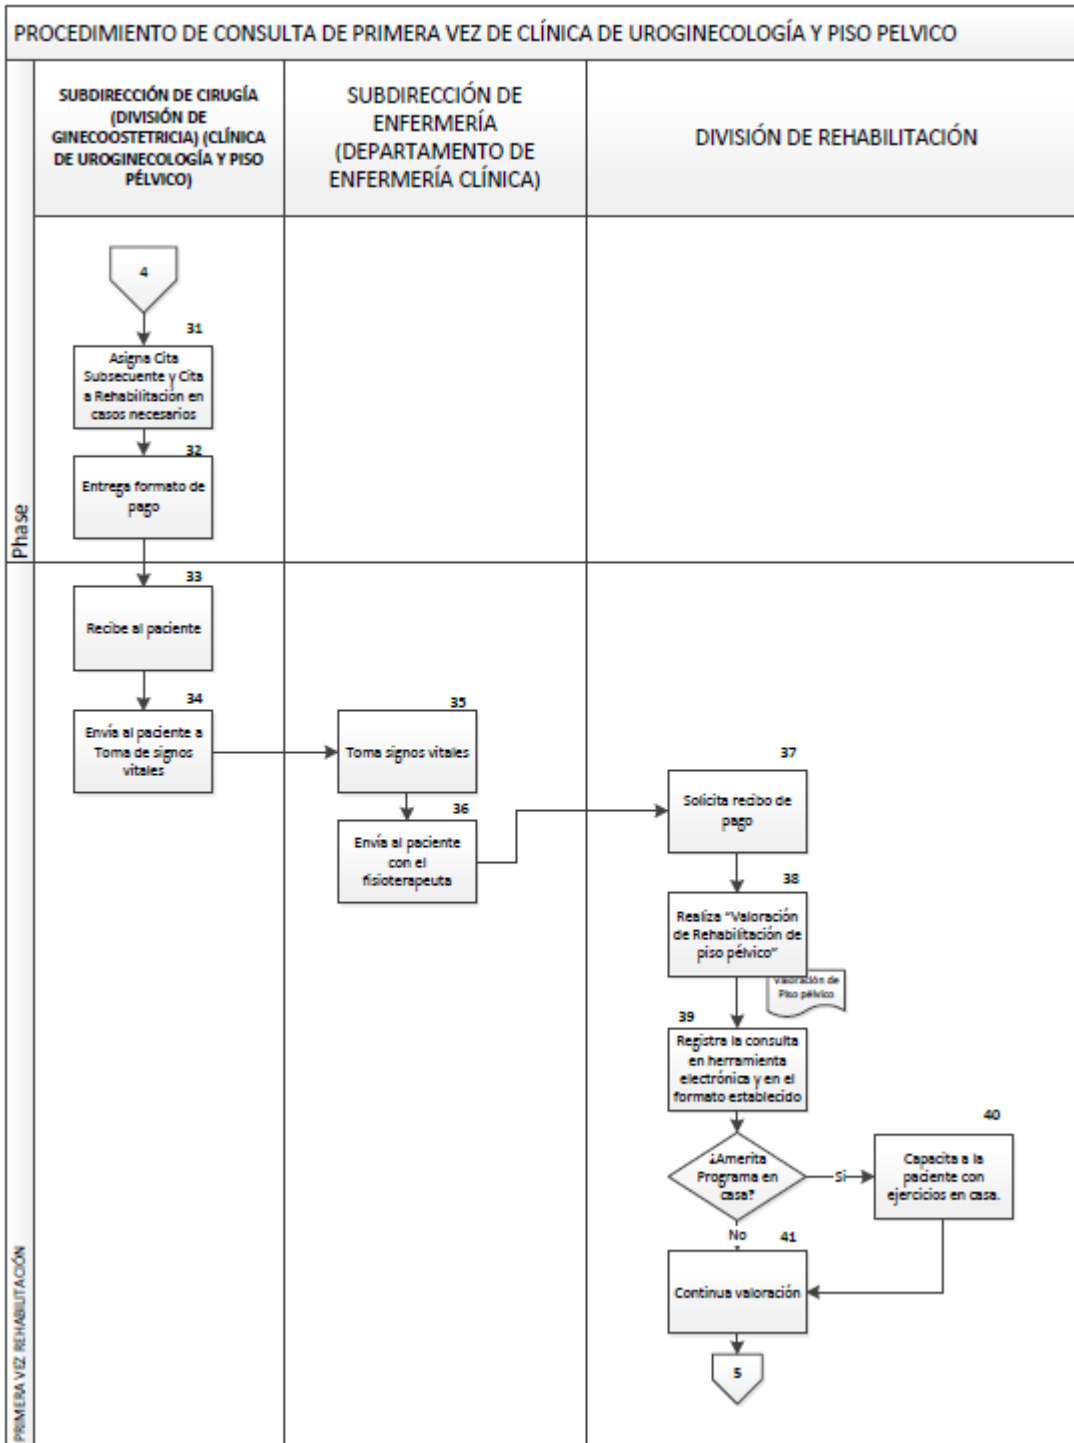 PROCEDIMIENTO DE CONSULTA DE PRIMERA VEZ DE CLÍNICA DE UROGINECOLOGÍA Y PISO PELVICO
Phase
SUBDIRECCIÓN DE CIRUGÍA
(DIVISIÓN DE
GINECOOSTETRICIA) (CLÍNICA
DE UROGINECOLOGÍA Y PISO
PÉLVICO)
SUBDIRECCIÓN DE
ENFERMERÍA
(DEPARTAMENTO DE
ENFERMERÍA CLÍNICA)
DIVISIÓN DE REHABILITACIÓN
4
31
Asigna Cita
Subsecuente y Cita
a Rehabilitación en
casos necesarios
32
Entrega formato de
pago
PRIMERA VEZ REHABILITACIÓN
33
Recibe al paciente
34
Envía al paciente a
Toma de signos
vitales
35
Toma signos vitales
36
Envía al paciente
con el
fisioterapeuta
37
Solicita recibo de
pago
38
Realiza "Valoración
de Rehabilitación de
piso pélvico"
Valoración de
Piso pélvico
39
Registra la consulta
en herramienta
electrónica y en el
formato establecido
¿Amerita
Programa en
casa?
Si
40
Capacita a la
paciente con
ejercicios en casa.
No
41
Continua valoración
5